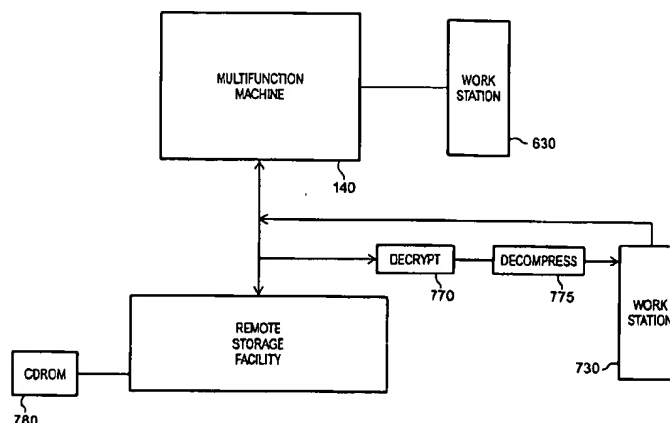 MULTIFUNCTION
MACHINE
140
WORK
STATION
630
DECRYPT
770
DECOMPRESS
775
WORK
STATION
730
REMOTE
STORAGE
FACILITY
CDROM
780